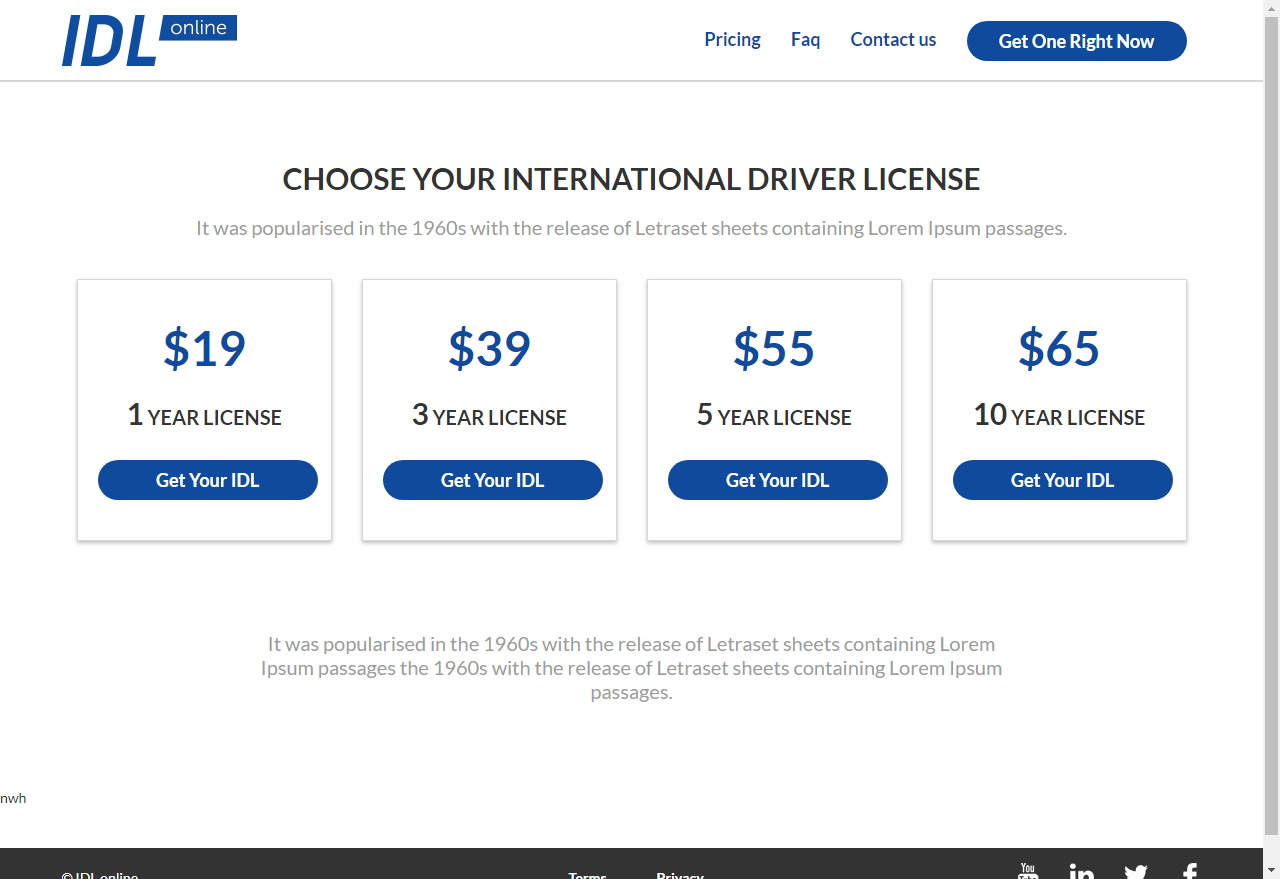 IDL online
Pricing Faq Contact us Get One Right Now
CHOOSE YOUR INTERNATIONAL DRIVER LICENSE
It was popularised in the 1960s with the release of Letraset sheets containing Lorem Ipsum passages.
$19
1 YEAR LICENSE
Get Your IDL
$39
3 YEAR LICENSE
Get Your IDL
$55
5 YEAR LICENSE
Get Your IDL
$65
10 YEAR LICENSE
Get Your IDL
It was popularised in the 1960s with the release of Letraset sheets containing Lorem
Ipsum passages the 1960s with the release of Letraset sheets containing Lorem Ipsum
passages.
nwh
© IDL online Terms Privacy
You
in